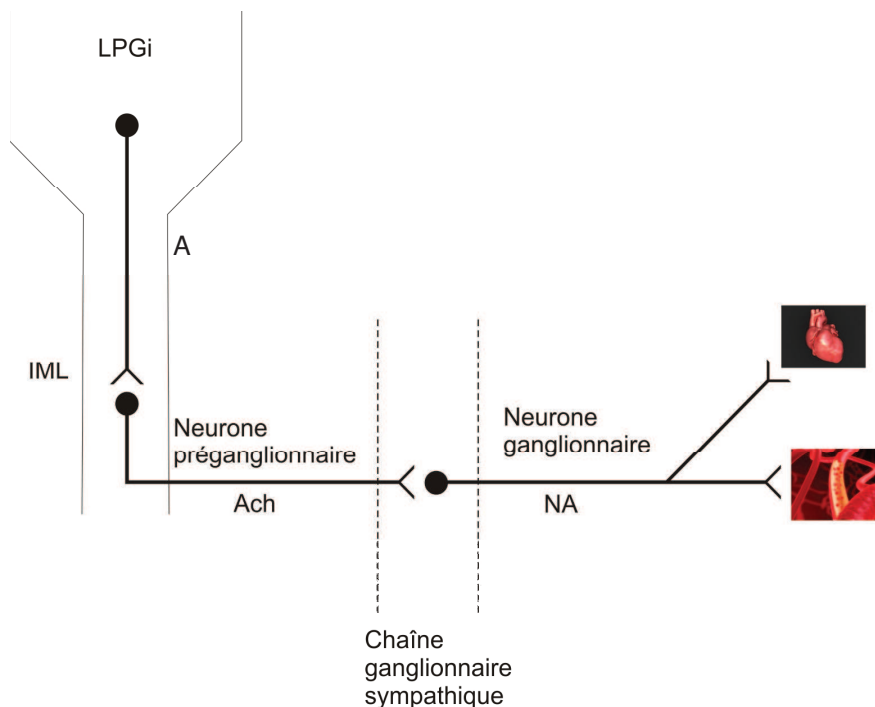 LPGi
A
IML
Neurone
préganglionnaire
Ach
Neurone
ganglionnaire
NA
Chaîne
ganglionnaire
sympathique